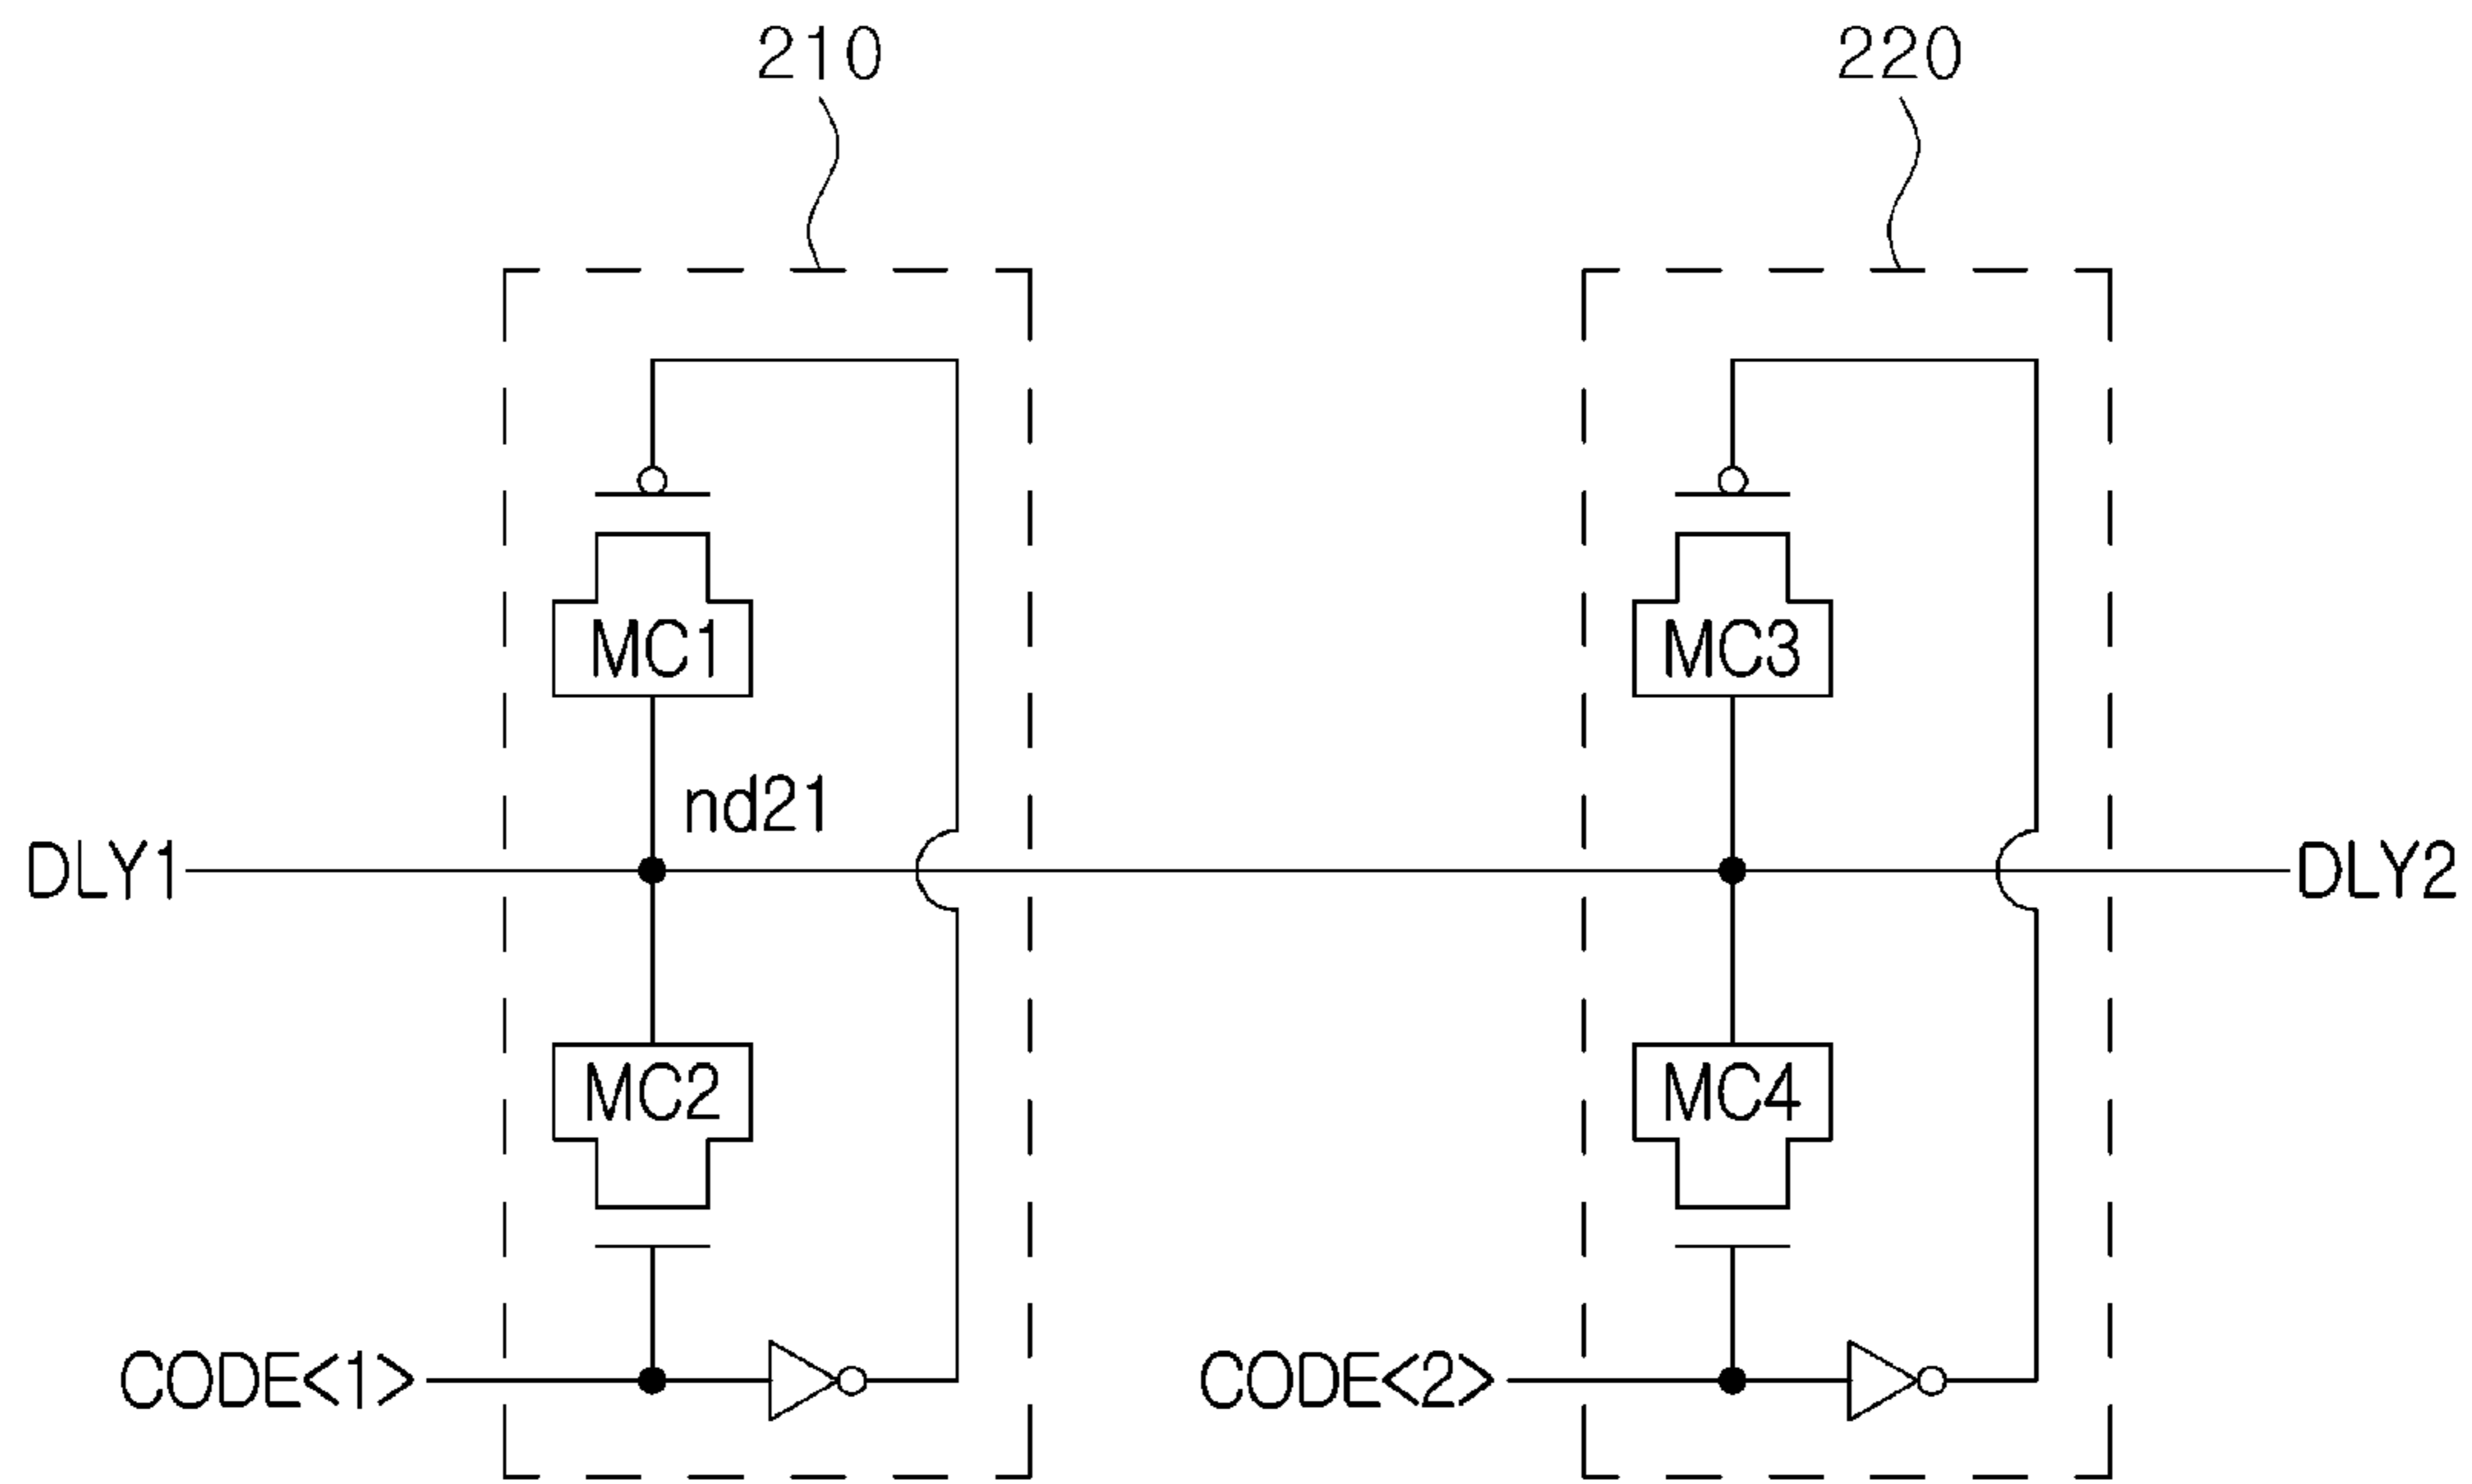 210
220
MC1
MC3
nd21
DLY1
DLY2
MC2
MC4
CODE<1>
CODE<2>